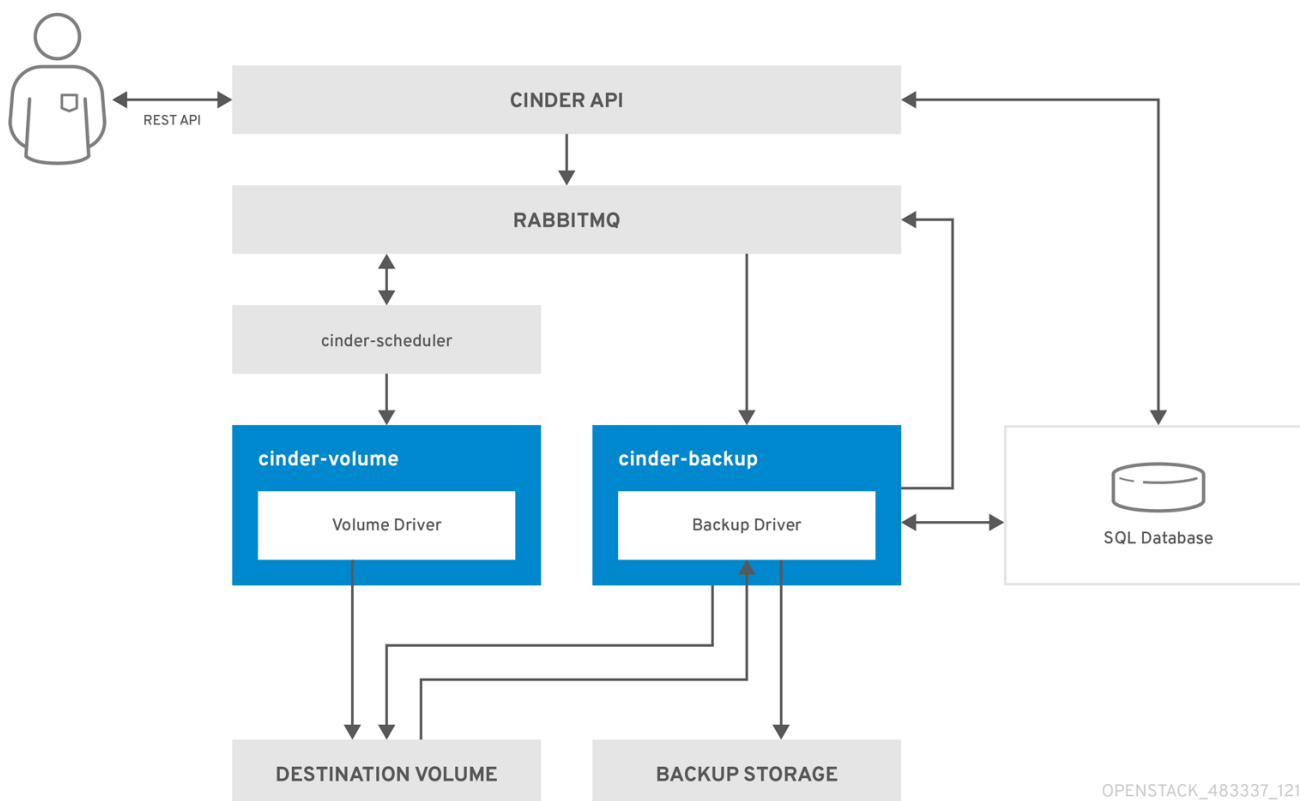 REST API
CINDER API
RABBITMQ
cinder-scheduler
cinder-volume
Volume Driver
cinder-backup
Backup Driver
SQL Database
DESTINATION VOLUME
BACKUP STORAGE
OPENSTACK_483337_121